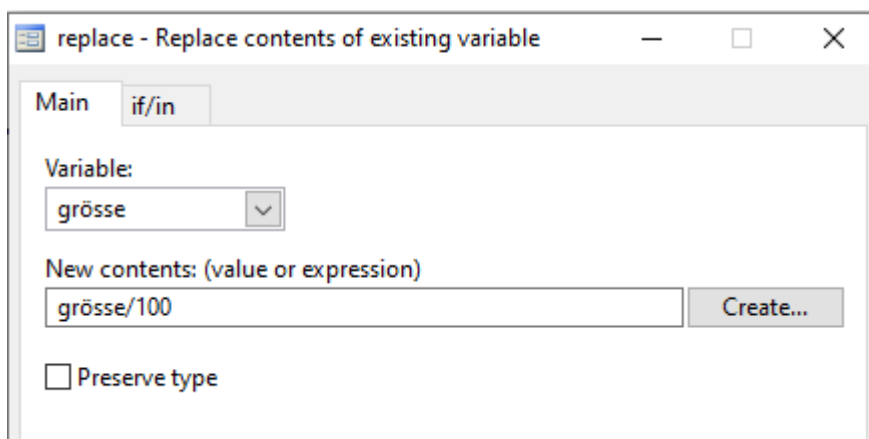 replace - Replace contents of existing variable
Main if/in
Variable:
grösse
New contents: (value or expression)
grösse/100 Create...
Preserve type